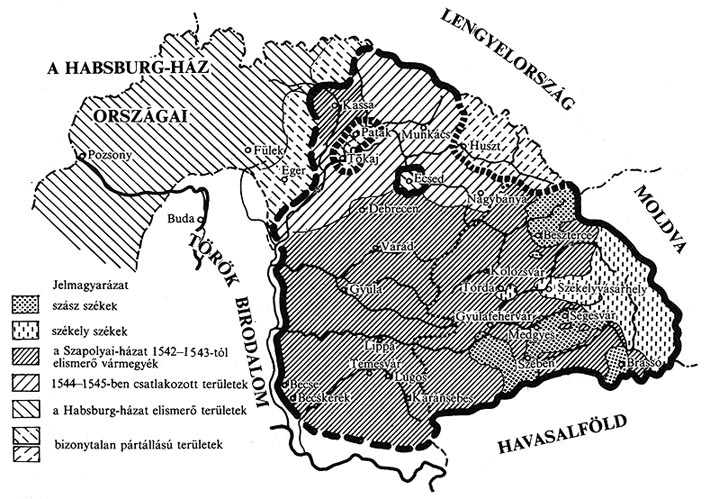 LENGYELORSZÁG
A HABSBURG-HÁZ
ORSZÁGAI
Kassa
Patak
Munkács
Huszt
Pozsony
Fülek
Tokaj
Eger
Ecsed
Nagybánya
MOLDVA
Buda
Debrecen
Beszterce
TÖRÖK BIRODALOM
Várad
Kolozsvár
Gyula
Torda
Székelyvásárhely
Gyulafehérvár
Segesvár
Medgyes
Lippa
Szeben
Brassó
Temesvár
Lugos
Becse
Becskerek
Karánsebes
HAVASALFÖLD
Jelmagyarázat
szász székek
székely székek
a Szapolyai-házat 1542–1543-tól
elismerő vármegyék
1544–1545-ben csatlakozott területek
a Habsburg-házat elismerő területek
bizonytalan pártállású területek